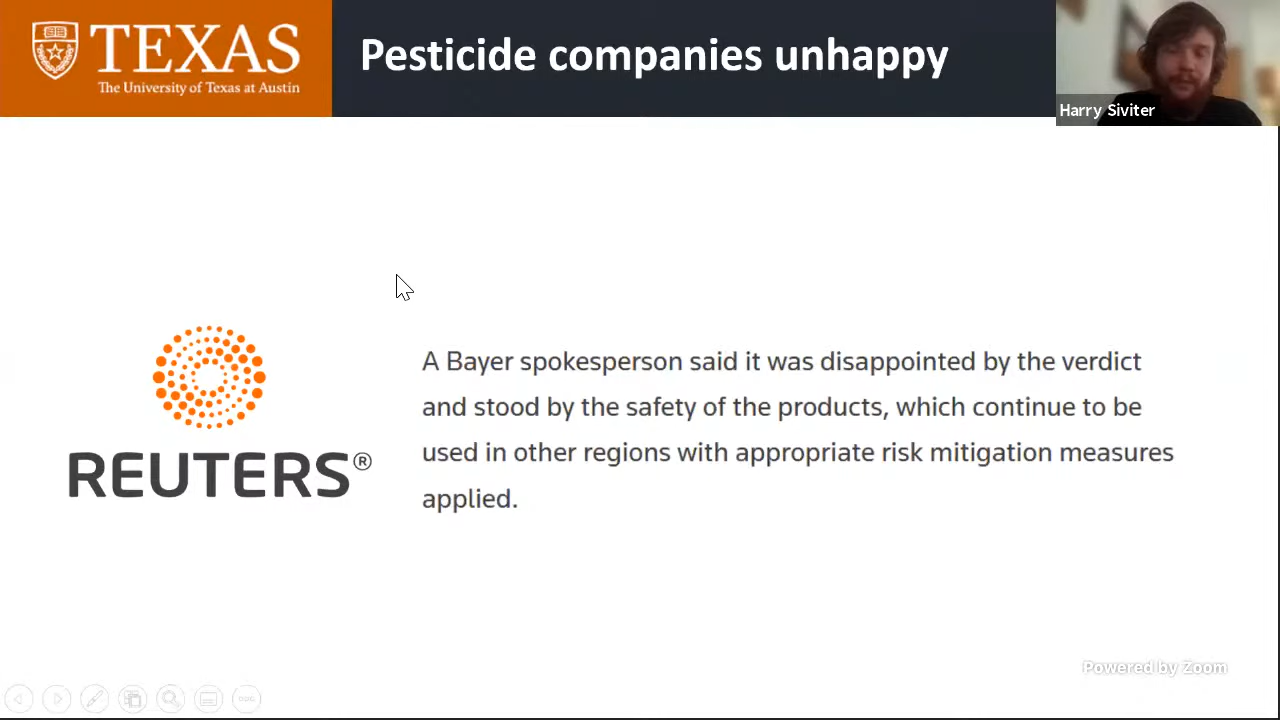 TEXAS
The University of Texas at Austin
Pesticide companies unhappy
Harry Siviter
A Bayer spokesperson said it was disappointed by the verdict
and stood by the safety of the products, which continue to be
used in other regions with appropriate risk mitigation measures
applied.
REUTERS®
Powered by Zoom